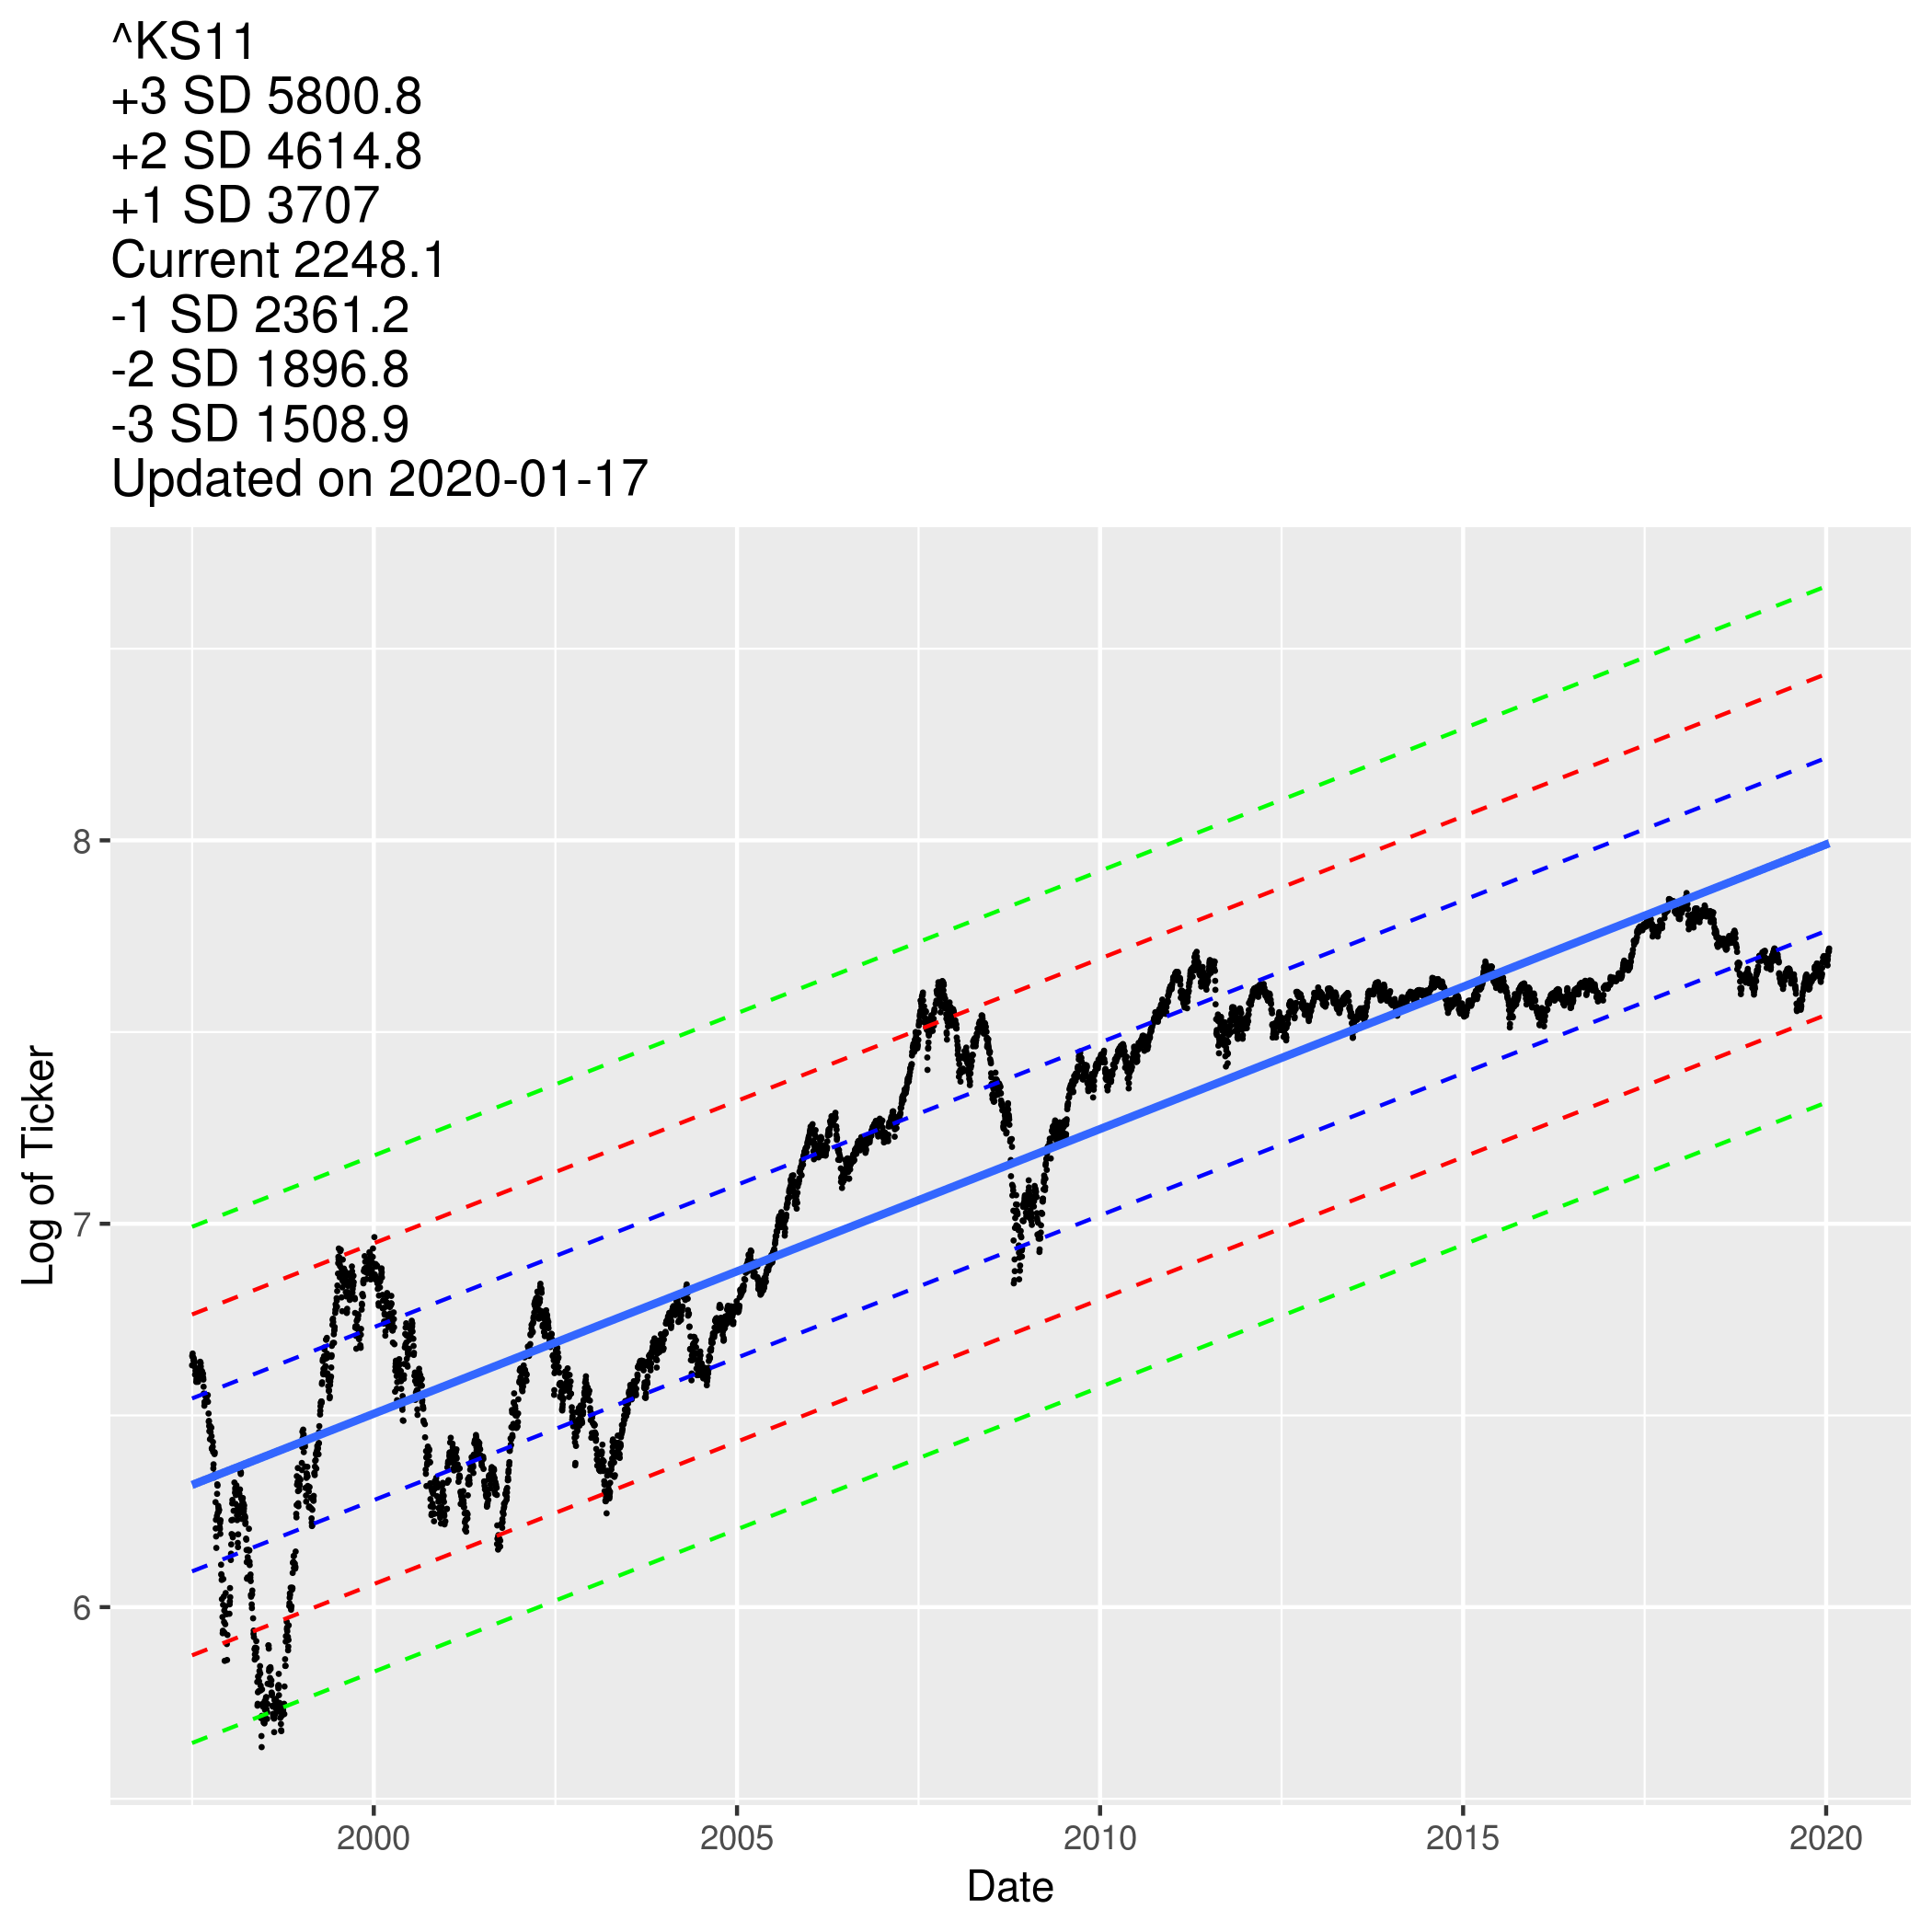 ^KS11
+3 SD 5800.8
+2 SD 4614.8
+1 SD 3707
Current 2248.1
-1 SD 2361.2
-2 SD 1896.8
-3 SD 1508.9
Updated on 2020-01-17
Log of Ticker
8
7
6
2000 2005 2010 2015 2020
Date